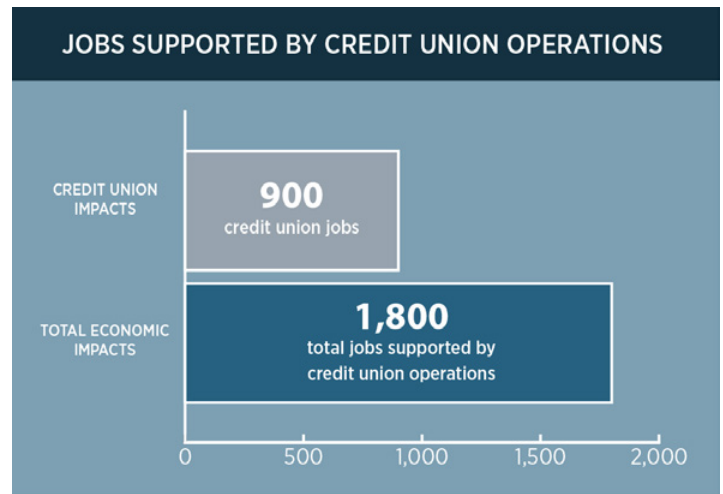 JOBS SUPPORTED BY CREDIT UNION OPERATIONS
CREDIT UNION
IMPACTS
900
credit union jobs
TOTAL ECONOMIC
IMPACTS
1,800
total jobs supported by
credit union operations
0 500 1,000 1,500 2,000